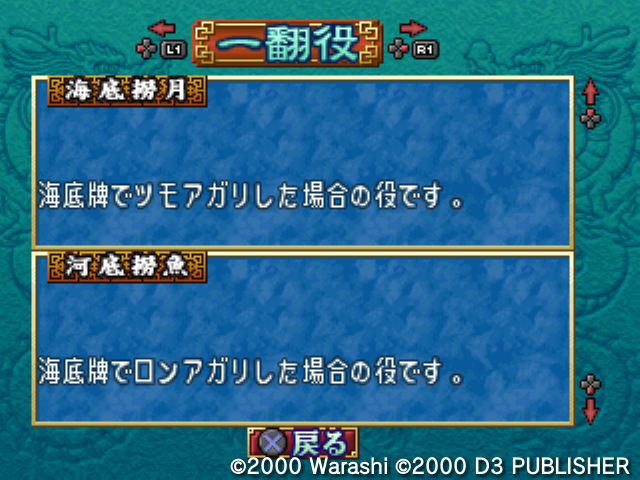 L1 一翻役 R1
海底撈月
海底牌でツモアガリした場合の役です。
河底撈魚
海底牌でロンアガリした場合の役です。
戻る
©2000 Warashi ©2000 D3 PUBLISHER